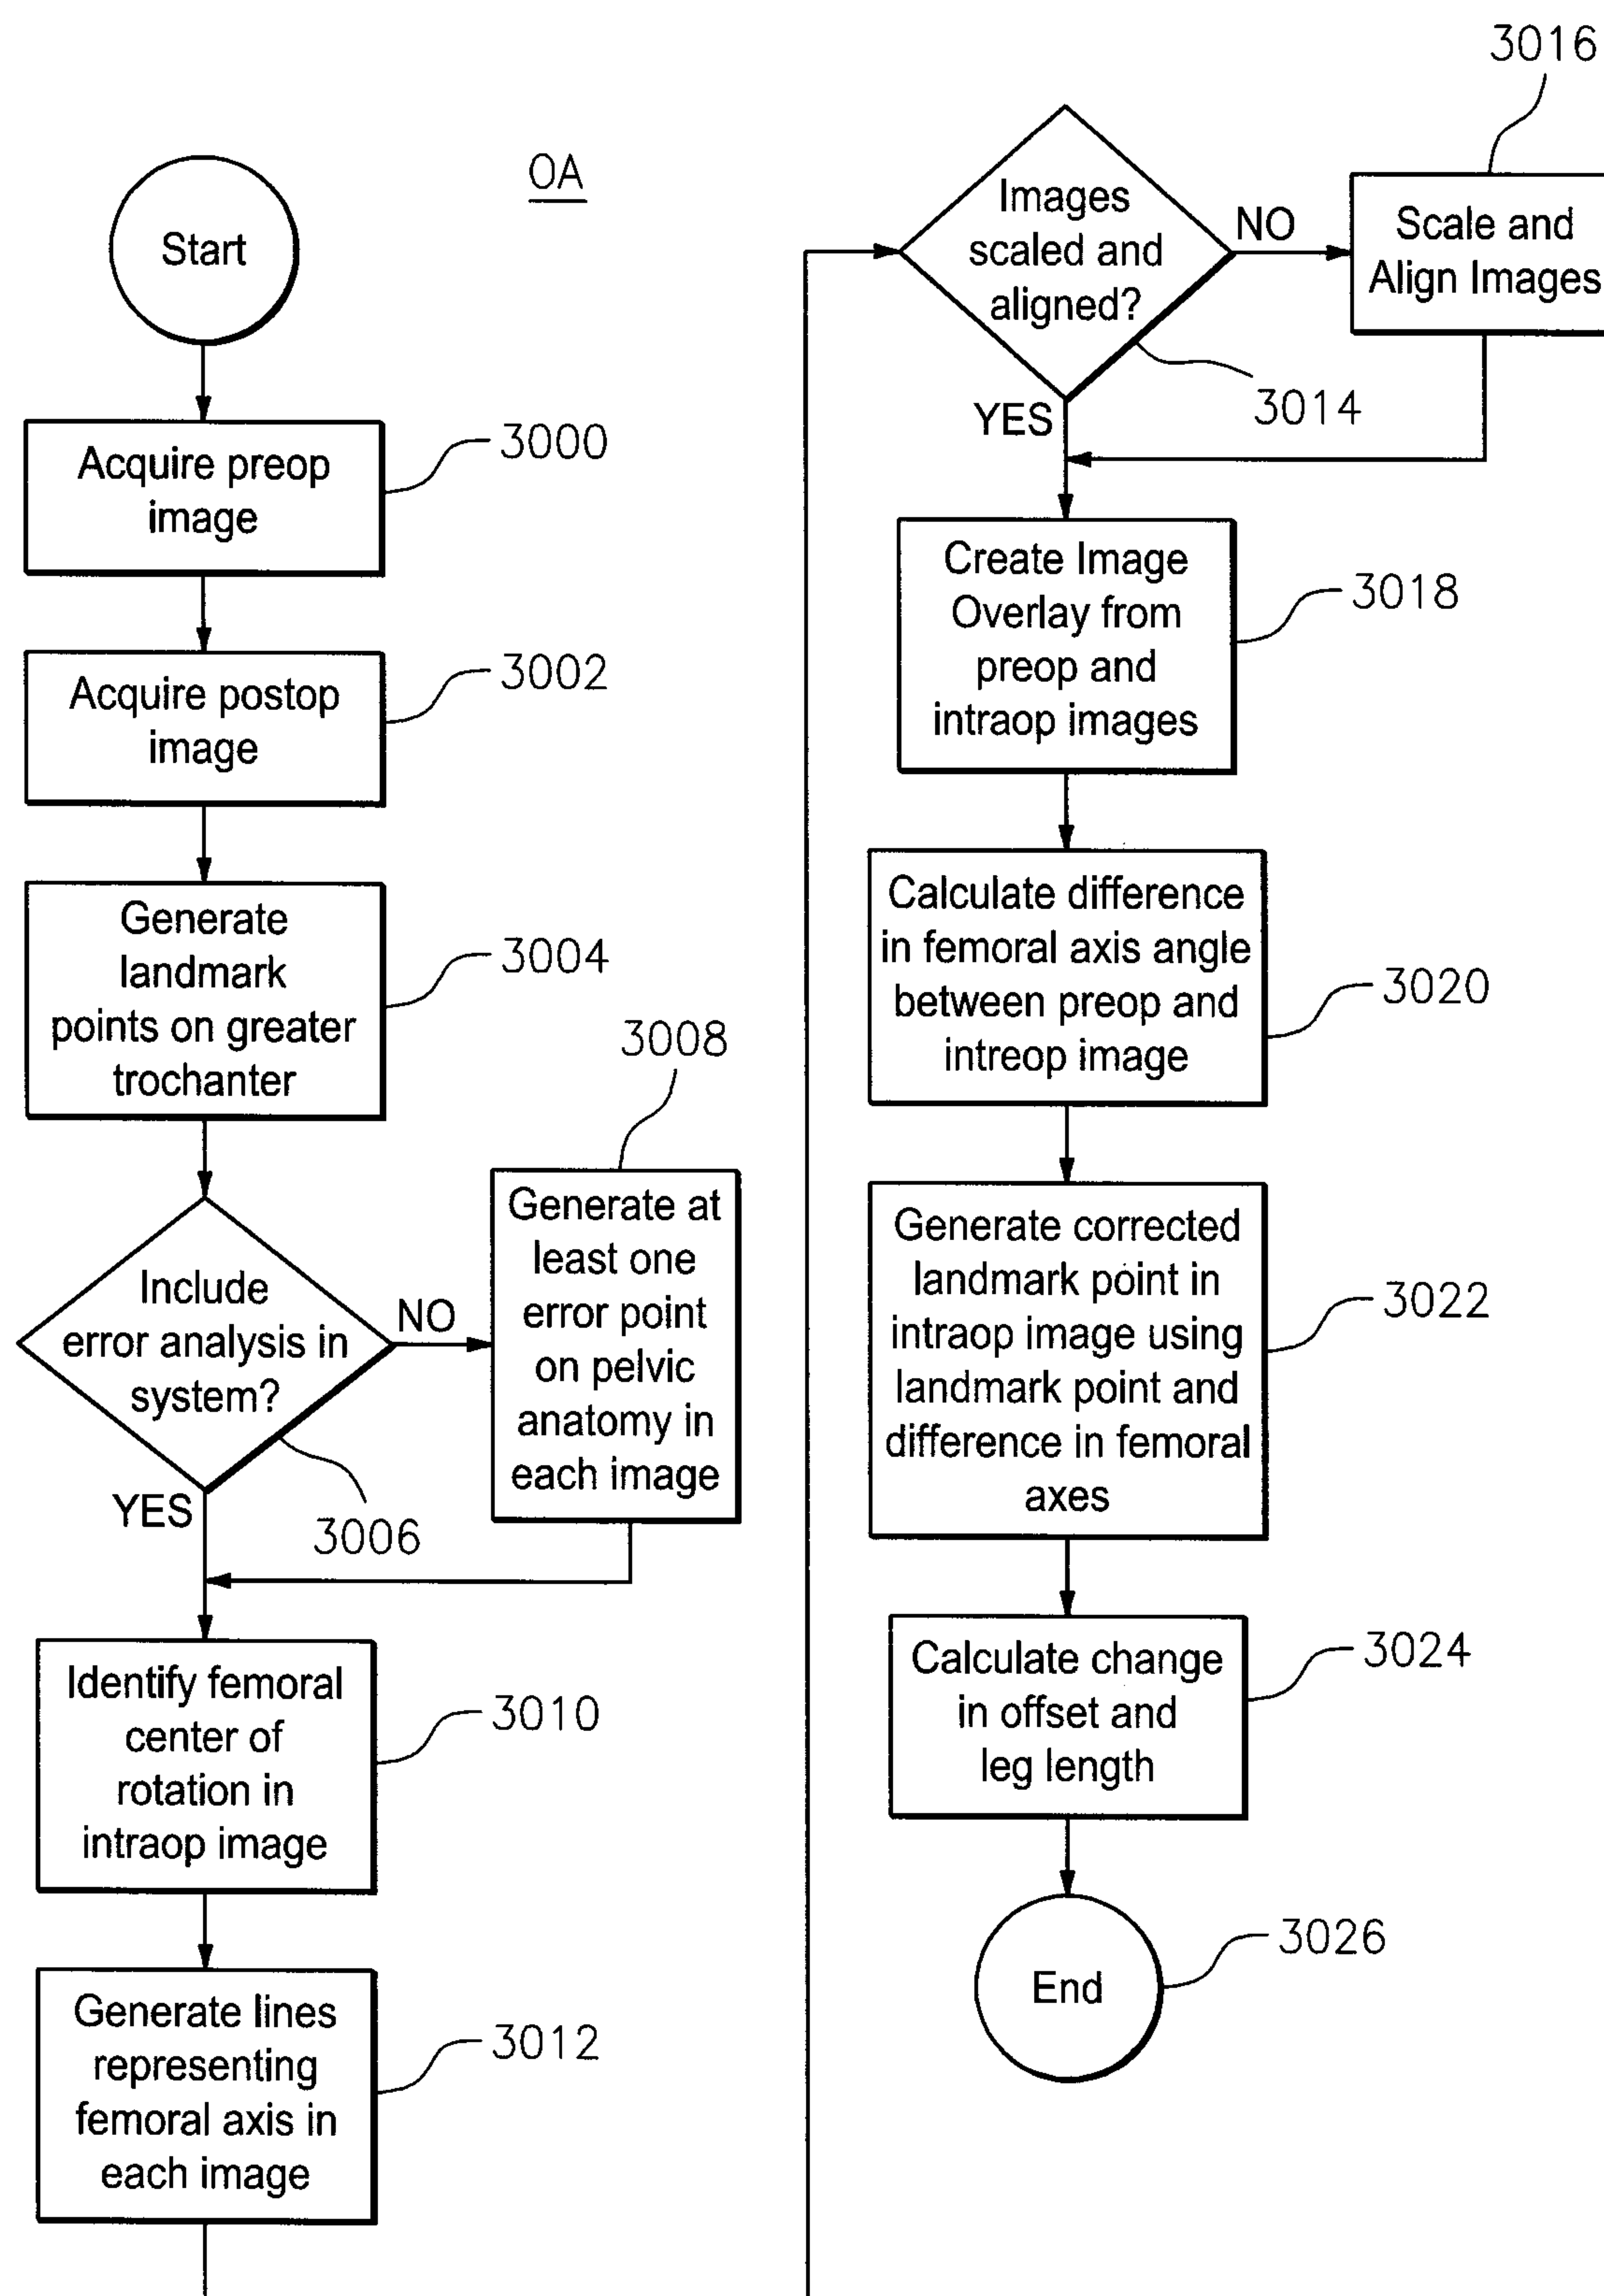 OA
Start
Acquire preop
image
3000
Acquire postop
image
3002
Generate
landmark
points on greater
trochanter
3004
Include
error analysis in
system?
NO
YES
3006
3008
Generate at
least one
error point
on pelvic
anatomy in
each image
Identify femoral
center of
rotation in
intraop image
3010
Generate lines
representing
femoral axis in
each image
3012
Images
scaled and
aligned?
NO
YES
3014
3016
Scale and
Align Images
Create Image
Overlay from
preop and
intraop images
3018
Calculate difference
in femoral axis angle
between preop and
intreop image
3020
Generate corrected
landmark point in
intraop image using
landmark point and
difference in femoral
axes
3022
Calculate change
in offset and
leg length
3024
End
3026